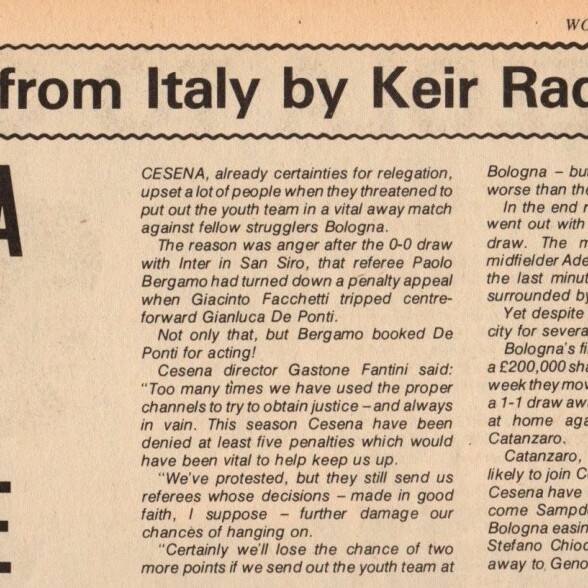 WO
from Italy by Keir Rac
A
CESENA, already certainties for relegation,
upset a lot of people when they threatened to
put out the youth team in a vital away match
against fellow strugglers Bologna.
The reason was anger after the 0-0 draw
with Inter in San Siro, that referee Paolo
Bergamo had turned down a penalty appeal
when Giacinto Facchetti tripped centre-
forward Gianluca De Ponti.
Not only that, but Bergamo booked De
Ponti for acting!
Cesena director Gastone Fantini said:
“Too many times we have used the proper
channels to try to obtain justice – and always
in vain. This season Cesena have been
denied at least five penalties which would
have been vital to help keep us up.
“We've protested, but they still send us
referees whose decisions – made in good
faith, I suppose – further damage our
chances of hanging on.
“Certainly we'll lose the chance of two
more points if we send out the youth team at
Bologna – bu
worse than the
In the end r
went out with
draw. The m
midfielder Ade
the last minut
surrounded by
Yet despite
city for severa
Bologna's fi
a £200,000 sha
week they mov
a 1-1 draw aw
at home aga
Catanzaro.
Catanzaro,
likely to join C
Cesena have
come Sampd
Bologna easin
Stefano Chioc
away to Geno